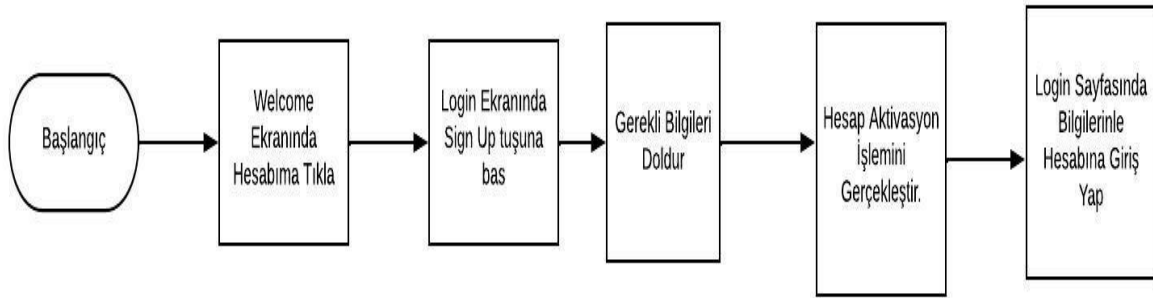 Başlangıç
Welcome
Ekranında
Hesabıma Tıkla
Login Ekranında
Sign Up tuşuna
bas
Gerekli Bilgileri
Doldur
Hesap Aktivasyon
İşlemini
Gerçekleştir.
Login Sayfasında
Bilgilerinle
Hesabına Giriş
Yap